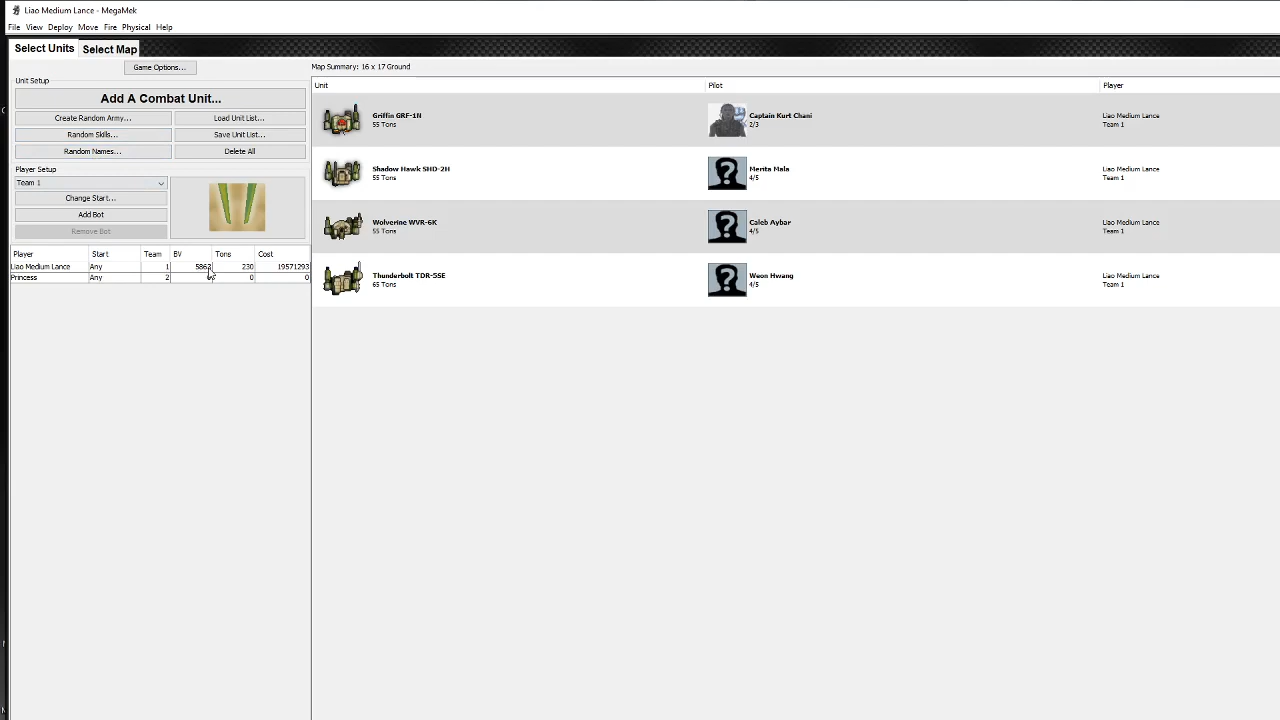 Liao Medium Lance - MegaMek
File View Deploy Move Fire Physical Help
Select Units Select Map
Game Options...
Map Summary: 16 x 17 Ground
Unit Setup
Add A Combat Unit...
Create Random Army... Load Unit List...
Random Skills... Save Unit List...
Random Names... Delete All
Player Setup
Team 1
Change Start...
Add Bot
Remove Bot
Player Start Team BV Tons Cost
Liao Medium Lance Any 1 5862 230 19571293
Princess Any 2 0 0
Unit Pilot Player
Griffin GRF-1N Captain Kurt Chani Liao Medium Lance
55 Tons 2/3 Team 1
Shadow Hawk SHD-2H Merita Mala Liao Medium Lance
55 Tons 4/5 Team 1
Wolverine WVR-6K Caleb Aybar Liao Medium Lance
55 Tons 4/5 Team 1
Thunderbolt TDR-5SE Weon Hwang Liao Medium Lance
65 Tons 4/5 Team 1